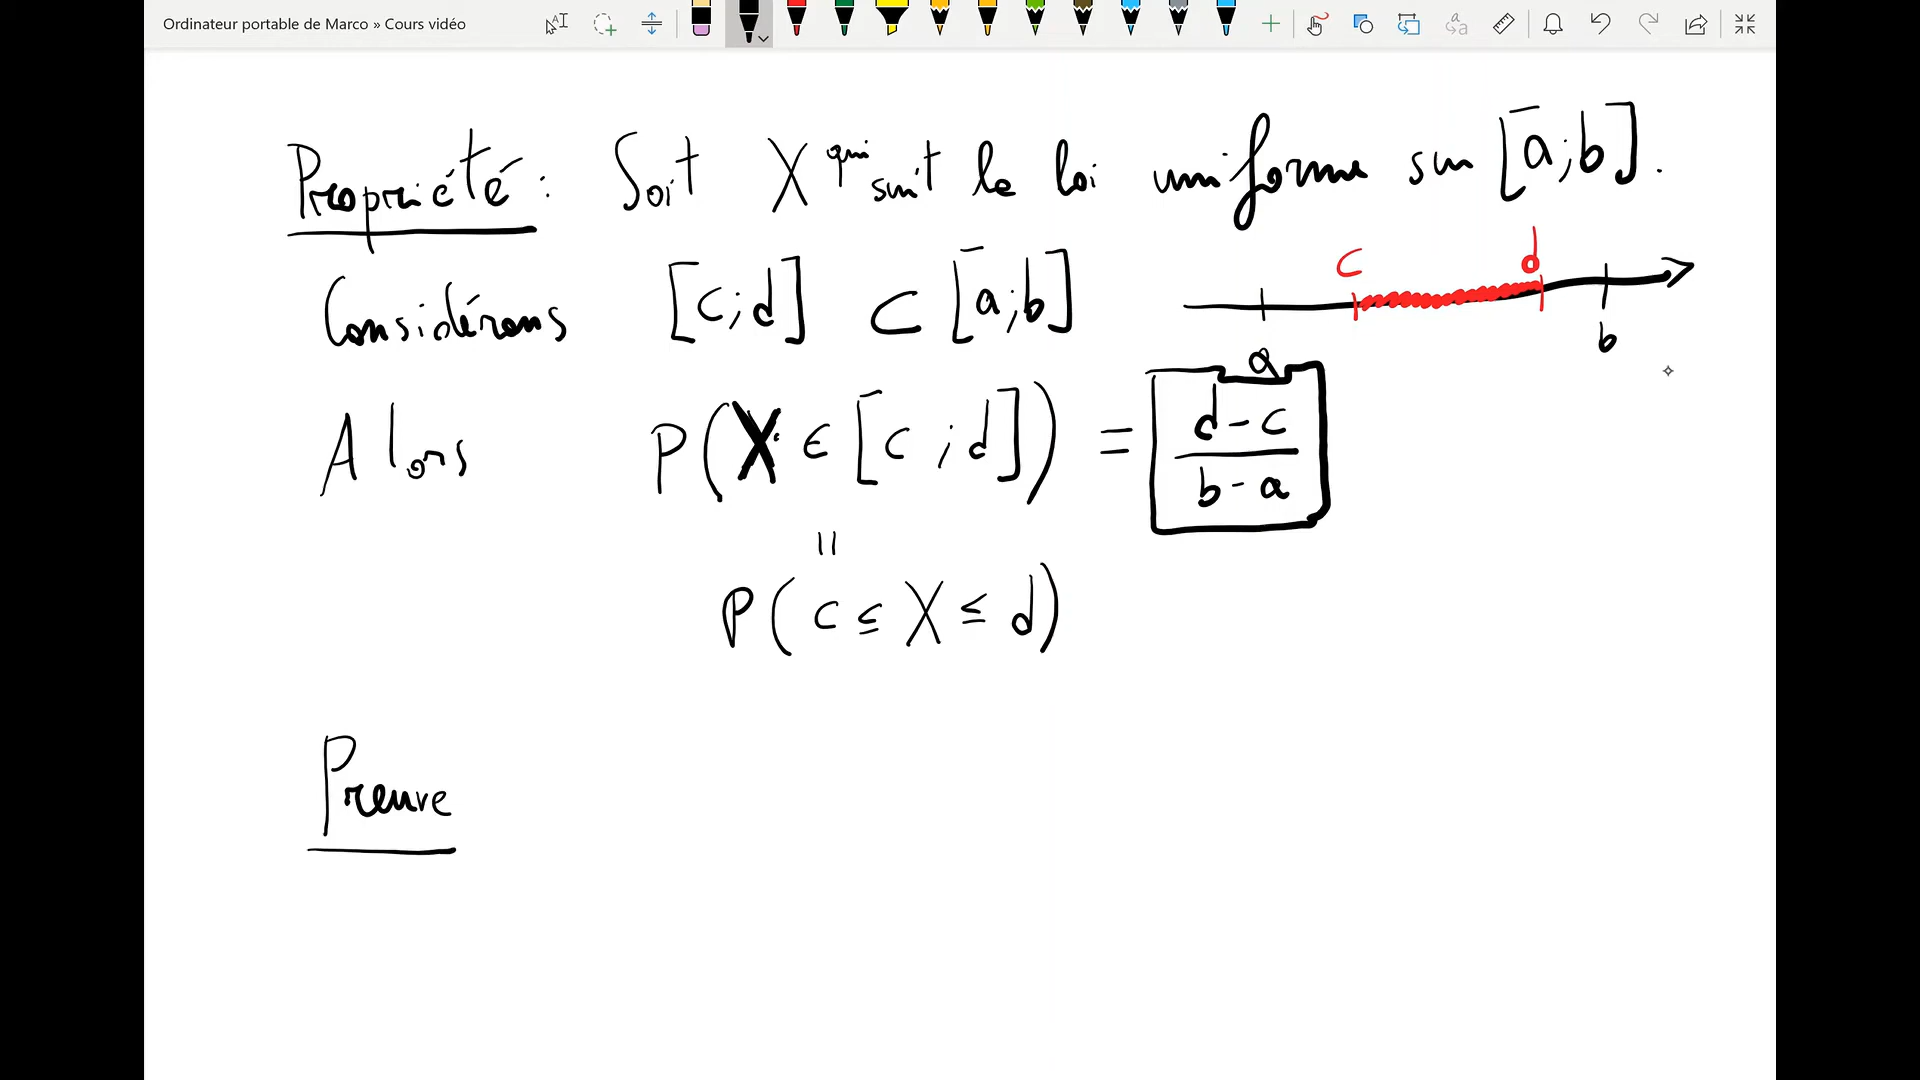 Ordinateur portable de Marco » Cours vidéo
Propriété : Soit X qui suit la loi uniforme sur [a;b].
Considérons [c;d] ⊂ [a;b]
c d
a b
Alors P(X ∈ [c;d]) = d-c / b-a
=
P(c ≤ X ≤ d)
Preuve